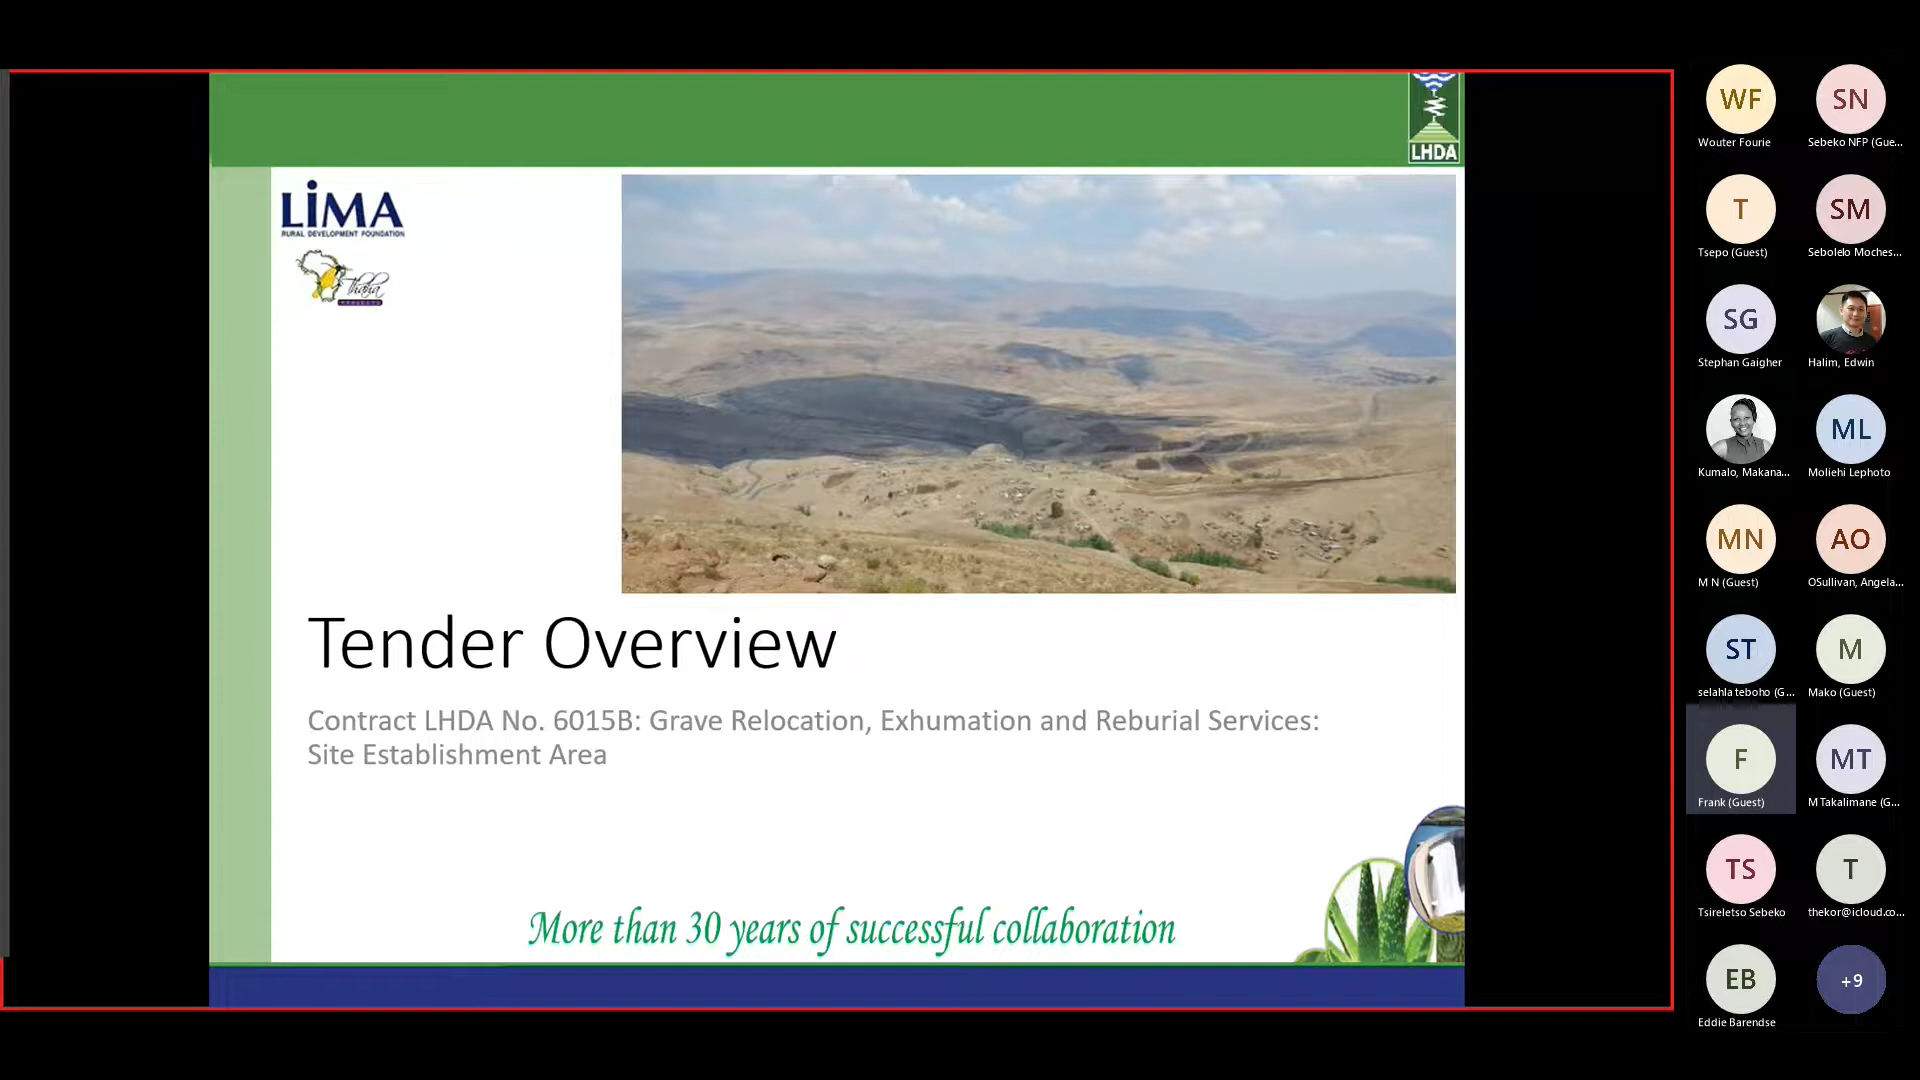 LHDA
LiMA
RURAL DEVELOPMENT FOUNDATION
Thaha
PROJECTS
Tender Overview
Contract LHDA No. 6015B: Grave Relocation, Exhumation and Reburial Services:
Site Establishment Area
More than 30 years of successful collaboration
WF
SN
Wouter Fourie
Sebeko NFP (Gue...
T
SM
Tsepo (Guest)
Sebolelo Moches...
SG
Stephan Gaigher
Halim, Edwin
ML
Kumalo, Makana...
Moliehi Lephoto
MN
AO
M N (Guest)
OSullivan, Angela...
ST
M
selahla teboho (G...
Mako (Guest)
F
MT
Frank (Guest)
M Takalimane (G...
TS
T
Tsireletso Sebeko
thekor@icloud.co...
EB
+9
Eddie Barendse